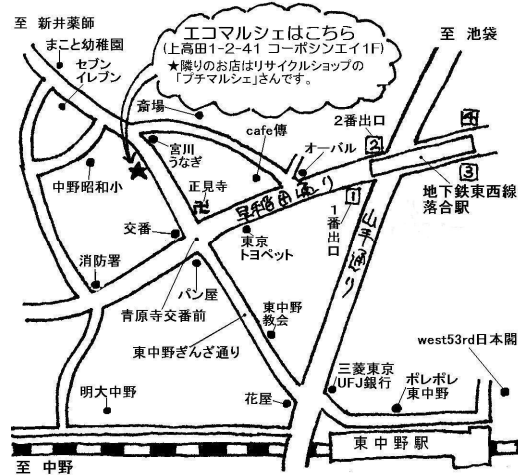 至 新井薬師
まこと幼稚園
セブン
イレブン
エコマルシェはこちら
(上高田1-2-41 コーポシンエイ1F)
★隣りのお店はリサイクルショップの
「プチマルシェ」さんです。
至 池袋
斎場
宮川
うなぎ
cafe傳
オーバル
2番出口
2
4
3
1
1番出口
地下鉄東西線
落合駅
早稲田通り
山手通り
中野昭和小
正見寺
卍
交番
東京
トヨペット
消防署
パン屋
青原寺交番前
東中野
教会
東中野ぎんざ通り
west53rd日本閣
三菱東京
UFJ銀行
ポレポレ
東中野
明大中野
花屋
東中野駅
至 中野